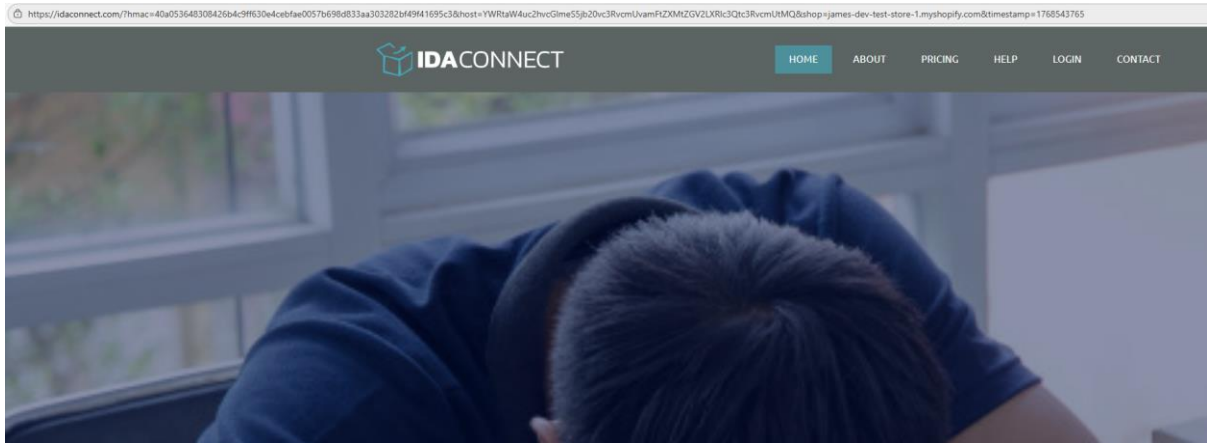 https://idaconnect.com/?hmac=40a053648308426b4c9ff630e4cebfae0057b698d833aa303282bf49f41695c3&host=YWRtaW4uc2hvcGlmeS5jb20vc3RvcmUvamFtZXMtZGV2LXRlc3Qtc3RvcmUtMQ&shop=james-dev-test-store-1.myshopify.com&timestamp=1768543765
IDACONNECT
HOME ABOUT PRICING HELP LOGIN CONTACT